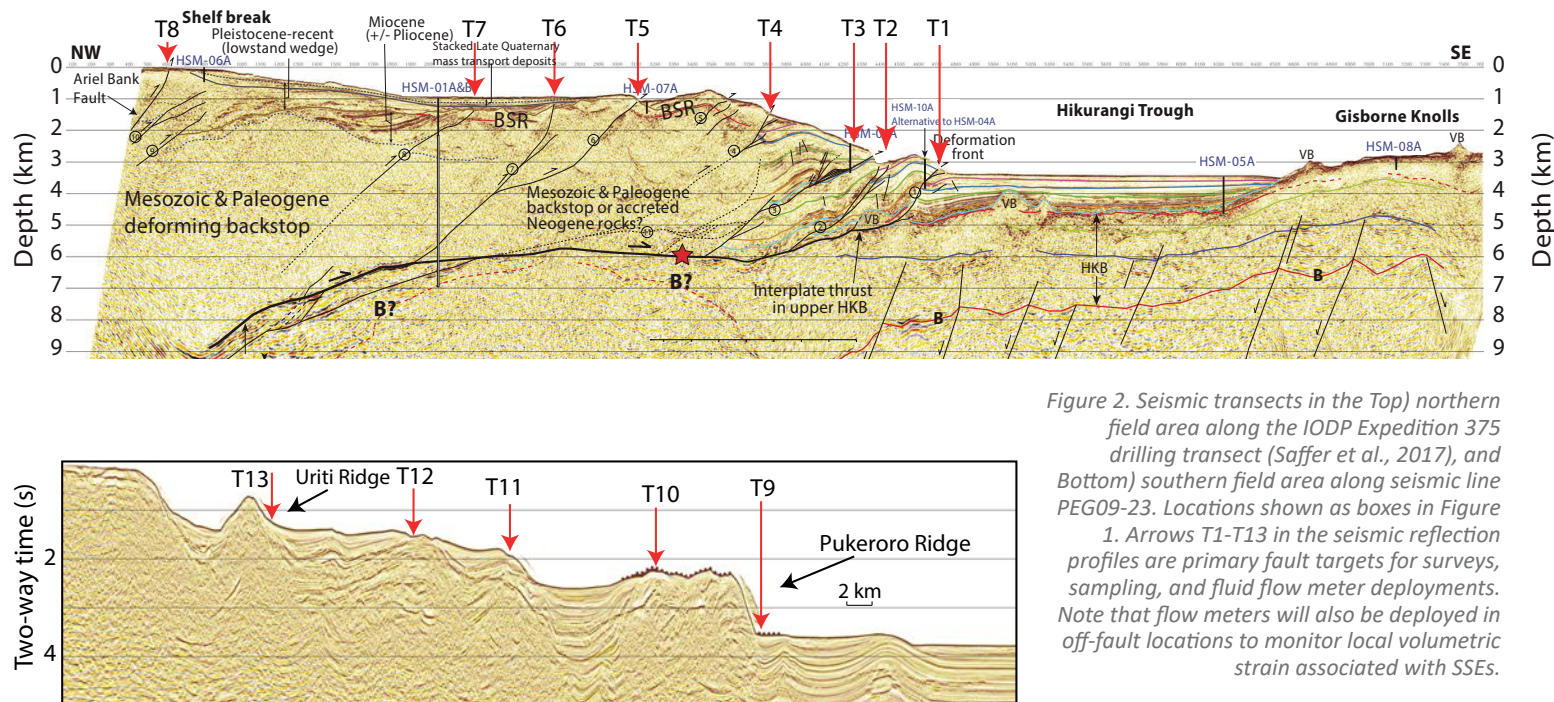 T8
Shelf break
Pleistocene-recent
(lowstand wedge)
Miocene
(+/- Pliocene)
T7
Stacked Late Quaternary
mass transport deposits
T6
T5
T4
T3
T2
T1
NW
SE
HSM-06A
Ariel Bank
Fault
HSM-01A&B
BSR
HSM-07A
BSR
HSM-10A
Alternative to HSM-04A
Deformation
front
Hikurangi Trough
Gisborne Knolls
VB
HSM-08A
VB
HSM-05A
Depth (km)
0
1
2
3
4
5
6
7
8
9
Mesozoic & Paleogene
deforming backstop
Mesozoic & Paleogene
backstop or accreted
Neogene rocks?
VB
VB
B?
B?
Interplate thrust
in upper HKB
HKB
B
B
0
1
2
3
4
5
6
7
8
9
Depth (km)
Two-way time (s)
2
4
T13
Uriti Ridge
T12
T11
T10
T9
Pukeroro Ridge
2 km
Figure 2. Seismic transects in the Top) northern
field area along the IODP Expedition 375
drilling transect (Saffer et al., 2017), and
Bottom) southern field area along seismic line
PEG09-23. Locations shown as boxes in Figure
1. Arrows T1-T13 in the seismic reflection
profiles are primary fault targets for surveys,
sampling, and fluid flow meter deployments.
Note that flow meters will also be deployed in
off-fault locations to monitor local volumetric
strain associated with SSEs.